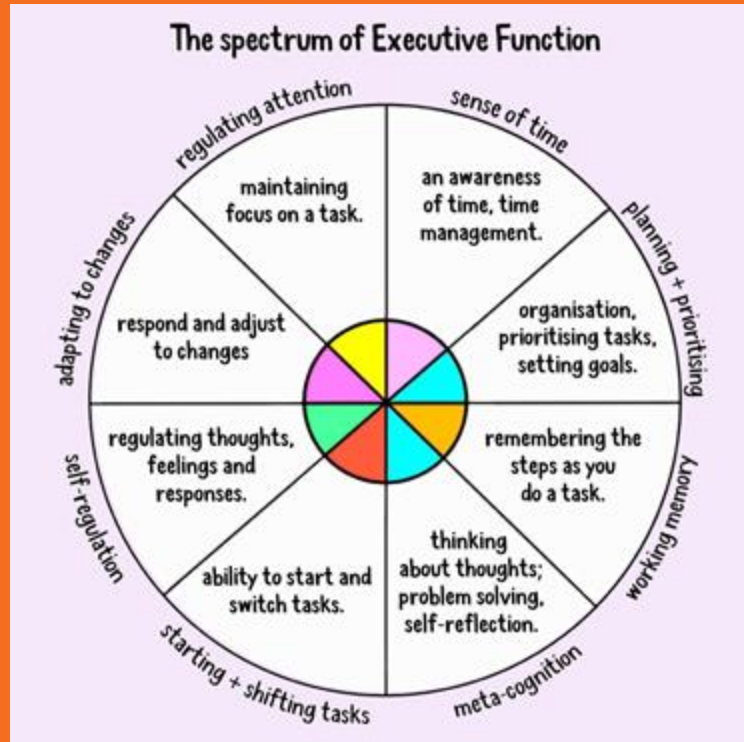 The spectrum of Executive Function
regulating attention
maintaining
focus on a task.
sense of time
an awareness
of time, time
management.
planning + prioritising
organisation,
prioritising tasks,
setting goals.
working memory
remembering the
steps as you
do a task.
meta-cognition
thinking
about thoughts;
problem solving,
self-reflection.
starting + shifting tasks
ability to start and
switch tasks.
self-regulation
regulating thoughts,
feelings and
responses.
adapting to changes
respond and adjust
to changes